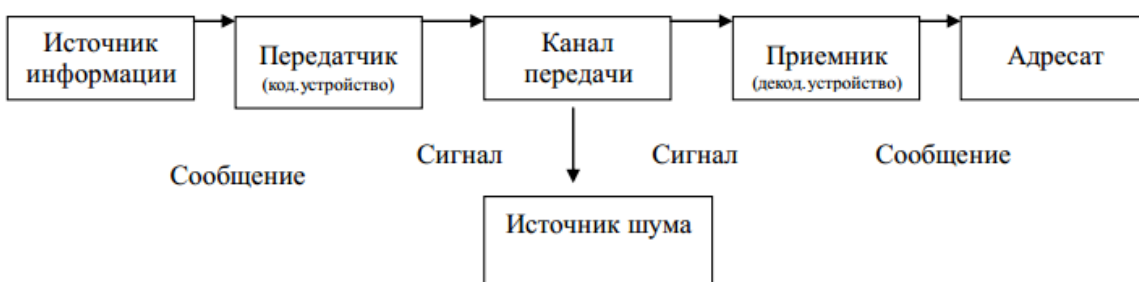 Источник
информации
Передатчик
(код.устройство)
Канал
передачи
Приемник
(декод.устройство)
Адресат
Сообщение
Сигнал
Сигнал
Сообщение
Источник шума